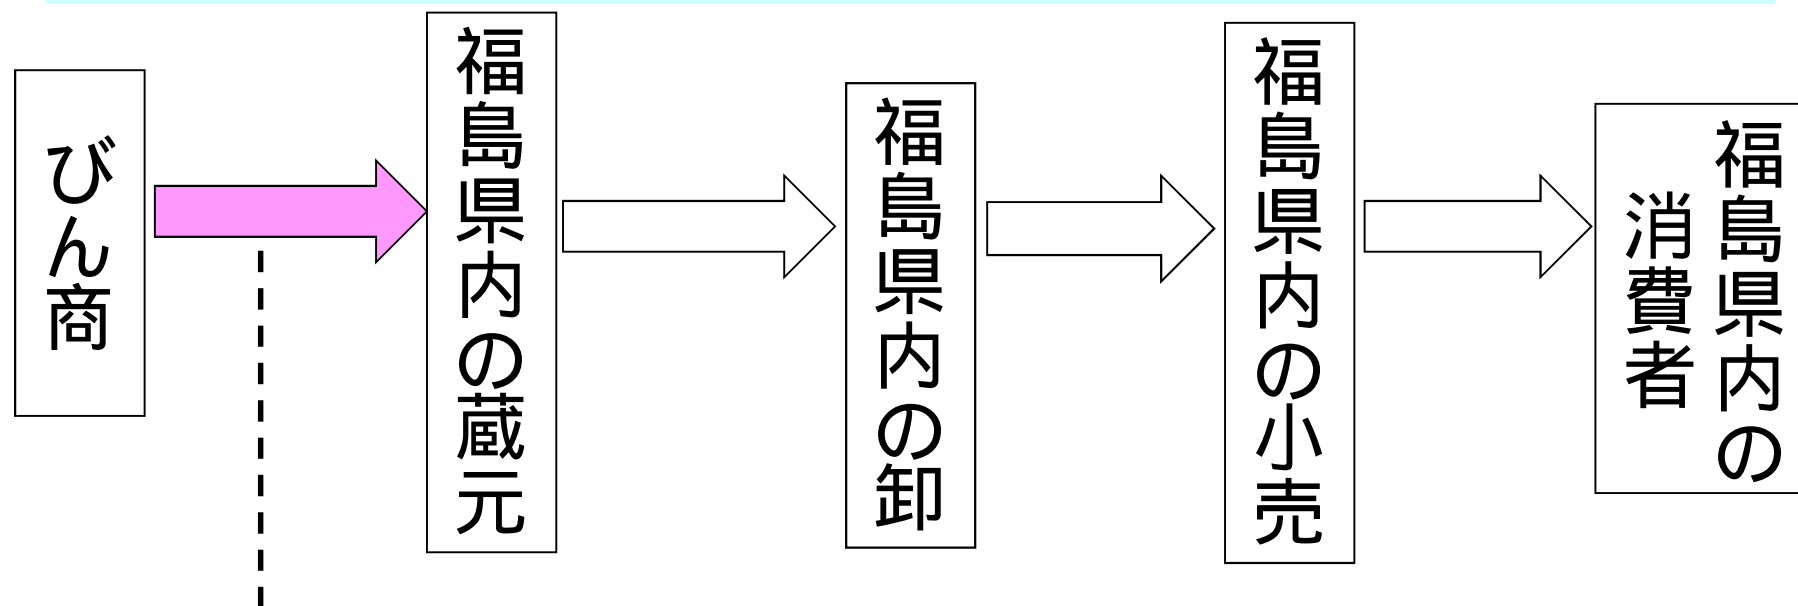 びん商
福島県内の蔵元
福島県内の卸
福島県内の小売
福島県内の
消費者